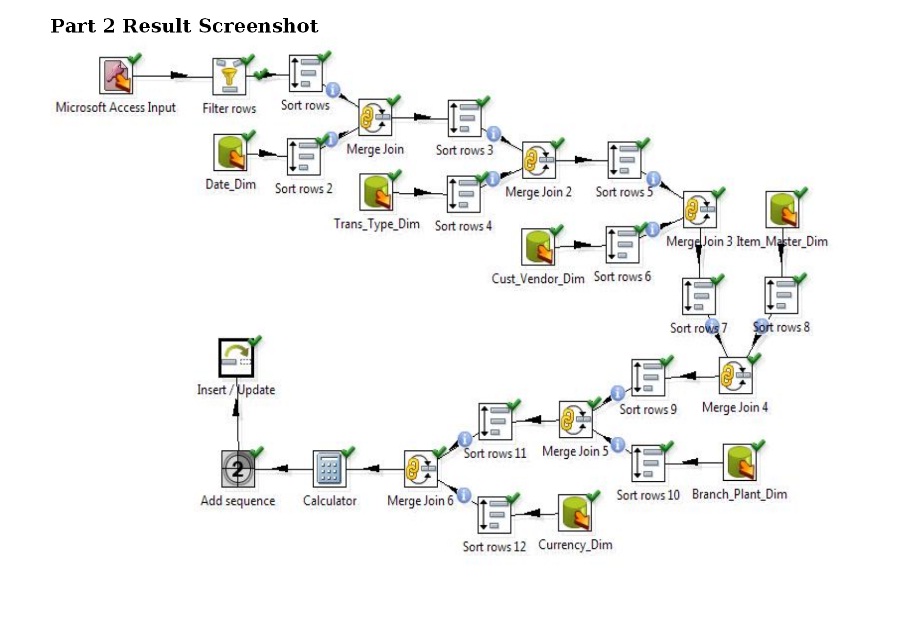 Part 2 Result Screenshot
Microsoft Access Input
Filter rows
Sort rows
Merge Join
Date_Dim
Sort rows 2
Sort rows 3
Trans_Type_Dim
Sort rows 4
Merge Join 2
Sort rows 5
Cust_Vendor_Dim
Sort rows 6
Merge Join 3
Item_Master_Dim
Sort rows 7
Sort rows 8
Merge Join 4
Sort rows 9
Merge Join 5
Sort rows 10
Branch_Plant_Dim
Sort rows 11
Merge Join 6
Sort rows 12
Currency_Dim
Calculator
2
Add sequence
Insert / Update